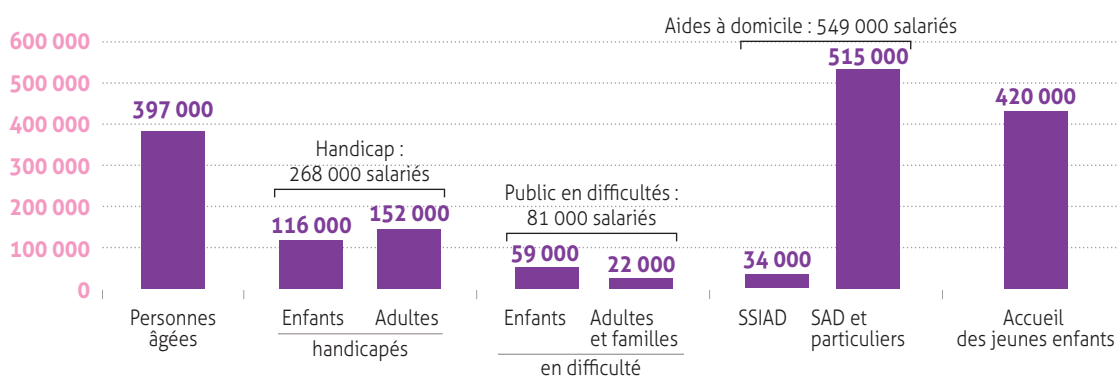 Aides à domicile : 549 000 salariés
600 000
500 000
400 000
300 000
200 000
100 000
0
397 000
Handicap :
268 000 salariés
116 000
152 000
Public en difficultés :
81 000 salariés
59 000
22 000
34 000
515 000
420 000
Personnes
âgées
Enfants
Adultes
handicapés
Enfants
Adultes
et familles
en difficulté
SSIAD
SAD et
particuliers
Accueil
des jeunes enfants